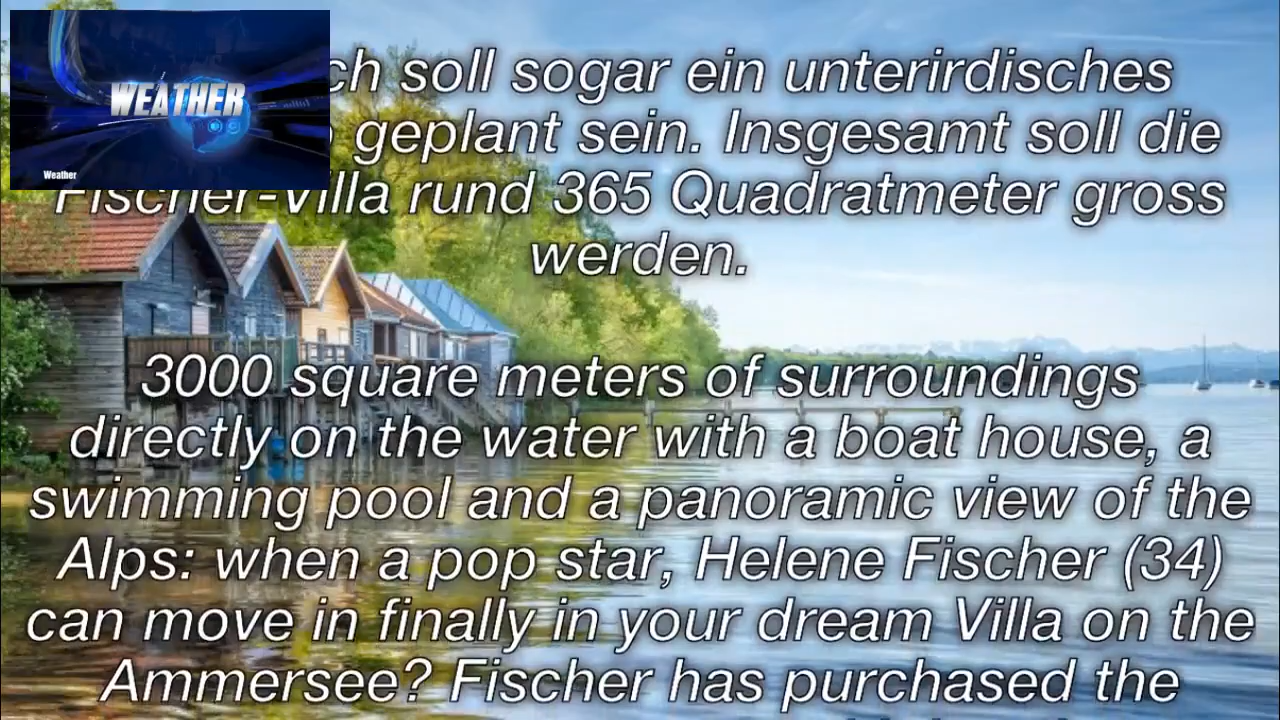 WEATHER
Weather
ch soll sogar ein unterirdisches
geplant sein. Insgesamt soll die
Fischer-Villa rund 365 Quadratmeter gross
werden.
3000 square meters of surroundings
directly on the water with a boat house, a
swimming pool and a panoramic view of the
Alps: when a pop star, Helene Fischer (34)
can move in finally in your dream Villa on the
Ammersee? Fischer has purchased the